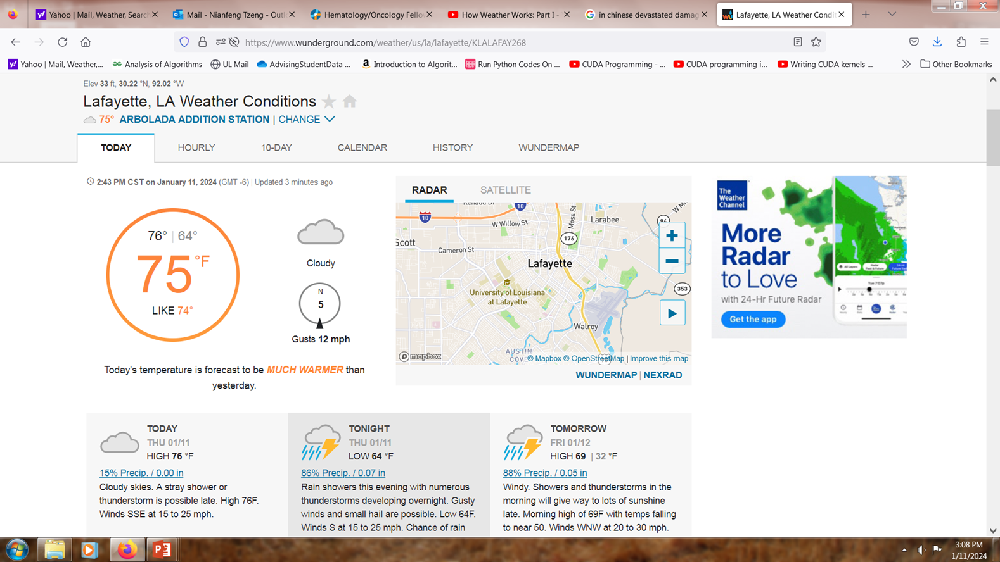 Yahoo | Mail, Weather, Search
Mail - Nianfeng Tzeng - Outl
Hematology/Oncology Fello
How Weather Works: Part I -
in chinese devastated damag
Lafayette, LA Weather Condi
https://www.wunderground.com/weather/us/la/lafayette/KLALAFAY268
Yahoo | Mail, Weather,...
Analysis of Algorithms
UL Mail
AdvisingStudentData ...
Introduction to Algorit...
Run Python Codes On ...
CUDA Programming - ...
CUDA programming i...
Writing CUDA kernels ...
Other Bookmarks
Elev 33 ft, 30.22 °N, 92.02 °W
Lafayette, LA Weather Conditions
75° ARBOLADA ADDITION STATION | CHANGE
TODAY
HOURLY
10-DAY
CALENDAR
HISTORY
WUNDERMAP
2:43 PM CST on January 11, 2024 (GMT -6) | Updated 3 minutes ago
76° | 64°
75 °F
LIKE 74°
Cloudy
N
5
Gusts 12 mph
Today's temperature is forecast to be MUCH WARMER than
yesterday.
RADAR
SATELLITE
Renaud Dr
10
10
W Willow St
Moss St
Larabee
94
W M
Scott
Cameron St
176
Lafayette
353
University of Louisiana
at Lafayette
Walroy
AUSTIN
COVE
mapbox
© Mapbox © OpenStreetMap | Improve this map
WUNDERMAP | NEXRAD
The
Weather
Channel
More
Radar
to Love
with 24-Hr Future Radar
Get the app
All Layers
Tue 7:07p
TODAY
THU 01/11
HIGH 76 °F
15% Precip. / 0.00 in
Cloudy skies. A stray shower or
thunderstorm is possible late. High 76F.
Winds SSE at 15 to 25 mph.
TONIGHT
THU 01/11
LOW 64 °F
86% Precip. / 0.07 in
Rain showers this evening with numerous
thunderstorms developing overnight. Gusty
winds and small hail are possible. Low 64F.
Winds S at 15 to 25 mph. Chance of rain
TOMORROW
FRI 01/12
HIGH 69 | 32 °F
88% Precip. / 0.05 in
Windy. Showers and thunderstorms in the
morning will give way to lots of sunshine
late. Morning high of 69F with temps falling
to near 50. Winds WNW at 20 to 30 mph.
3:08 PM
1/11/2024